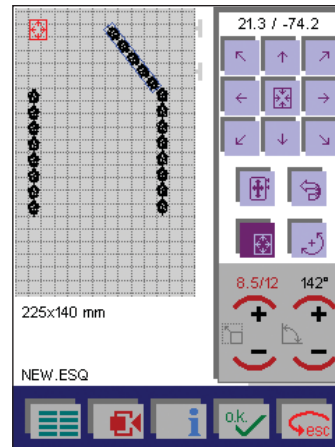 21.3 / -74.2
8.5/12 142°
225x140 mm
NEW.ESQ
i
o.k.
esc